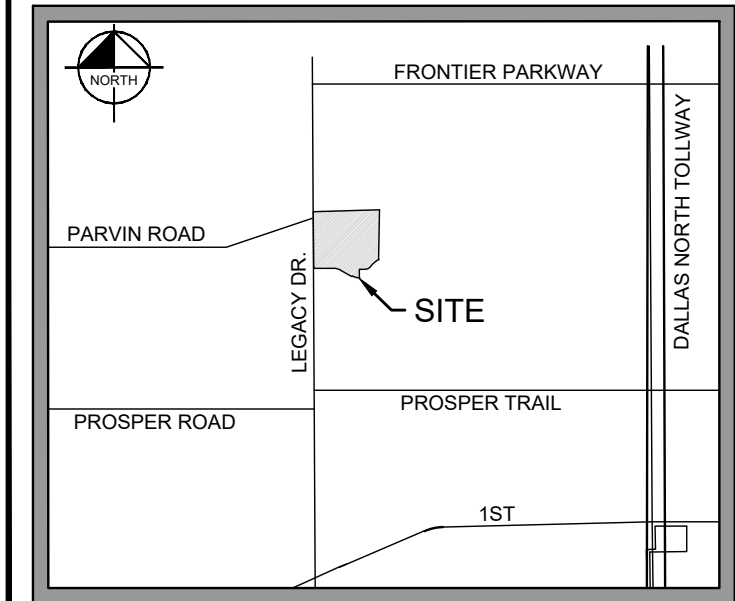 NORTH
FRONTIER PARKWAY
PARVIN ROAD
LEGACY DR.
DALLAS NORTH TOLLWAY
SITE
PROSPER ROAD
PROSPER TRAIL
1ST